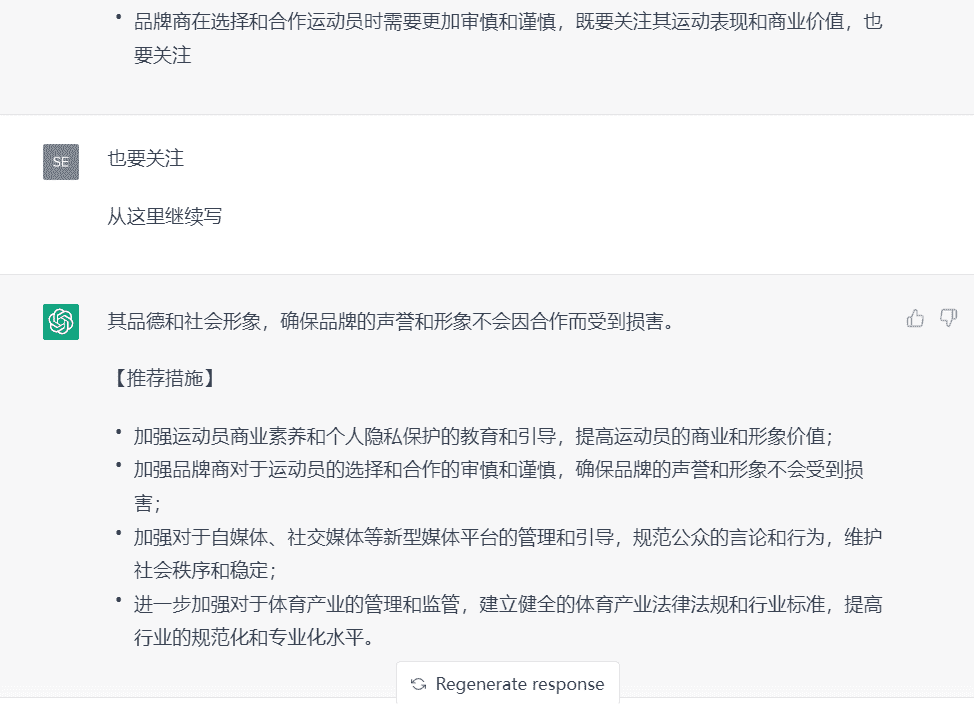 品牌商在选择和合作运动员时需要更加审慎和谨慎，既要关注其运动表现和商业价值，也
要关注
SE
也要关注
从这里继续写
其品德和社会形象，确保品牌的声誉和形象不会因合作而受到损害。
【推荐措施】
加强运动员商业素养和个人隐私保护的教育和引导，提高运动员的商业和形象价值；
加强品牌商对于运动员的选择和合作的审慎和谨慎，确保品牌的声誉和形象不会受到损
害；
加强对于自媒体、社交媒体等新型媒体平台的管理和引导，规范公众的言论和行为，维护
社会秩序和稳定；
进一步加强对于体育产业的管理和监管，建立健全的体育产业法律法规和行业标准，提高
行业的规范化和专业化水平。
Regenerate response